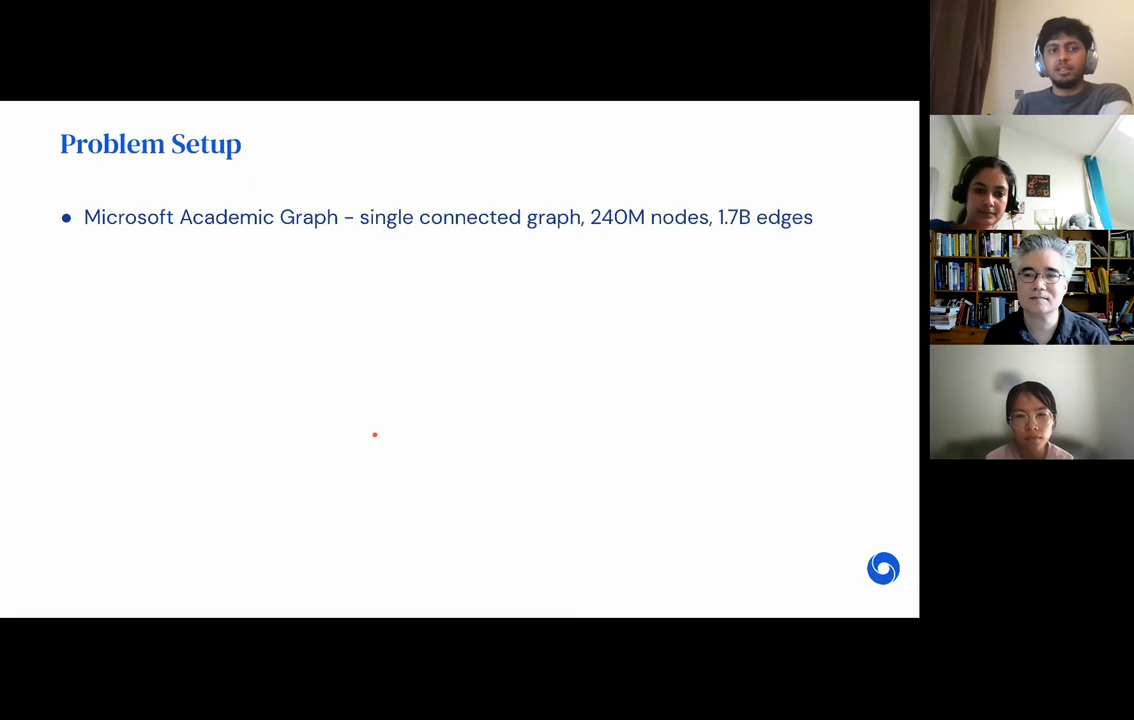 Problem Setup
● Microsoft Academic Graph – single connected graph, 240M nodes, 1.7B edges